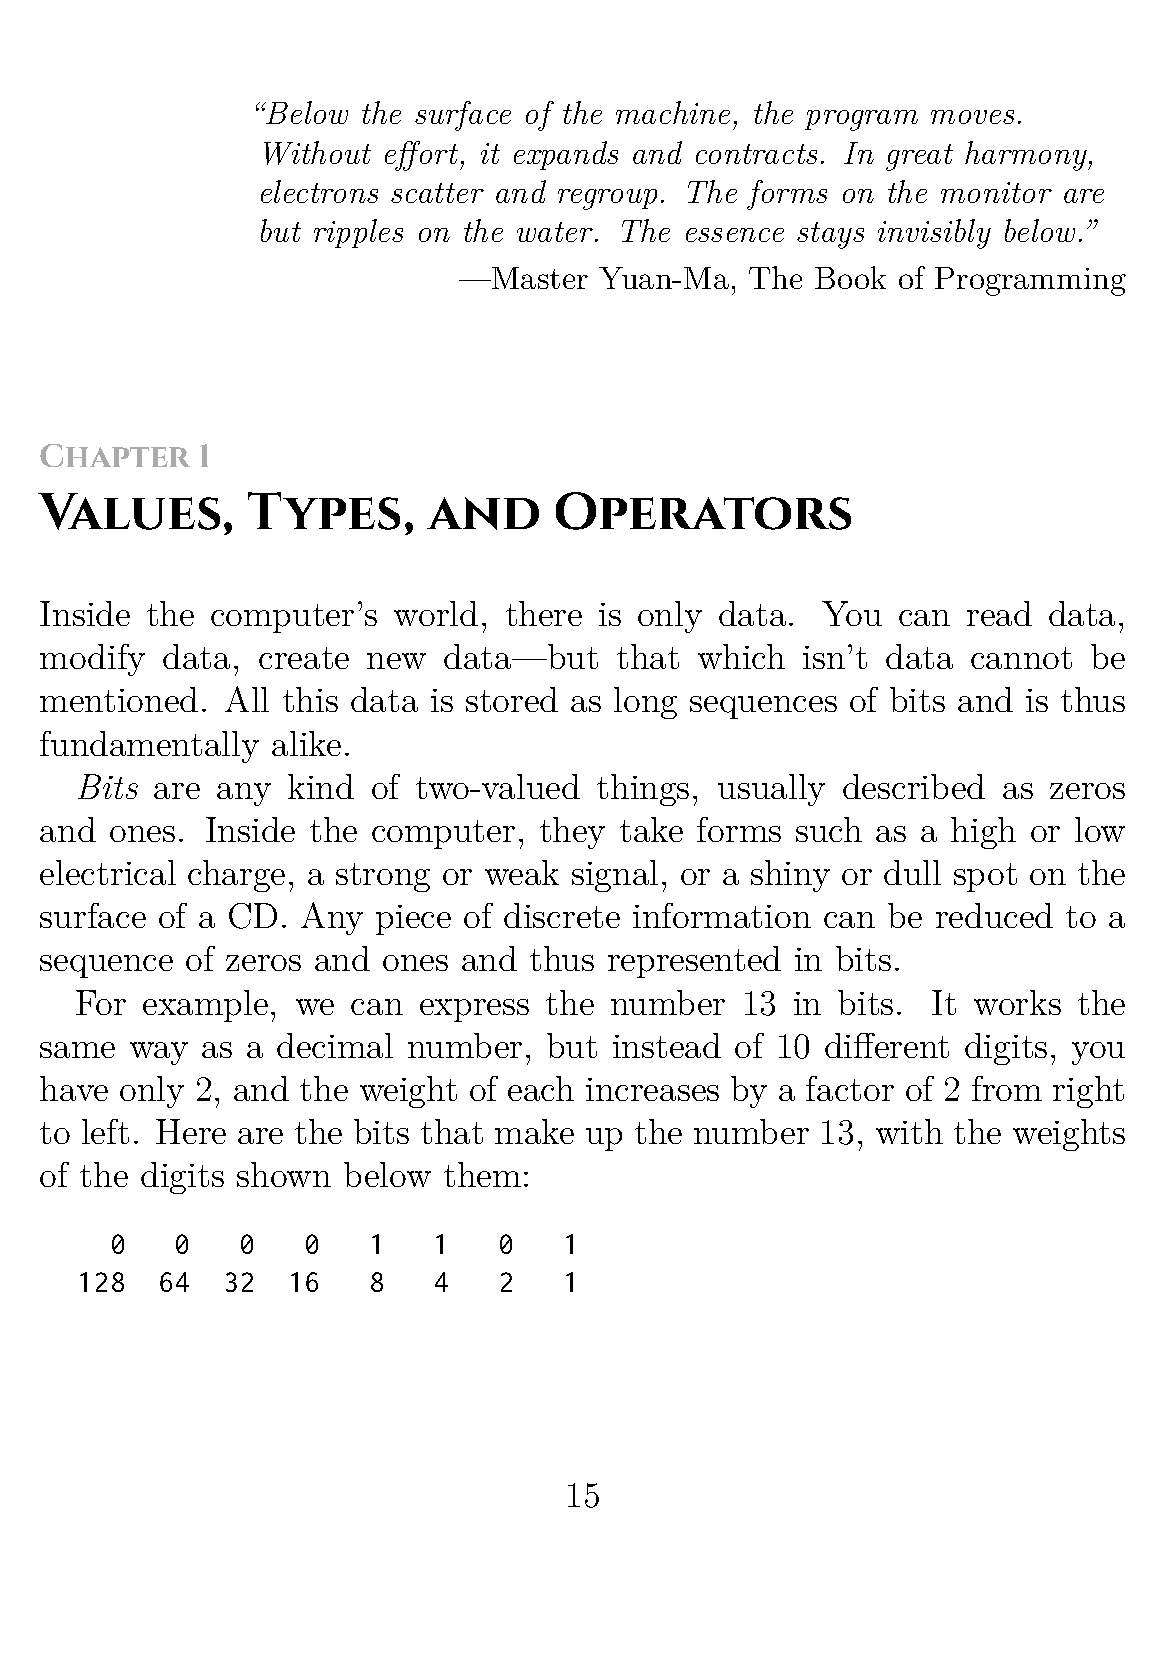 “Below the surface of the machine, the program moves.
Without effort, it expands and contracts. In great harmony,
electrons scatter and regroup. The forms on the monitor are
but ripples on the water. The essence stays invisibly below.”
—Master Yuan-Ma, The Book of Programming
Chapter 1
Values, Types, and Operators
Inside the computer’s world, there is only data. You can read data,
modify data, create new data—but that which isn’t data cannot be
mentioned. All this data is stored as long sequences of bits and is thus
fundamentally alike.
Bits are any kind of two-valued things, usually described as zeros
and ones. Inside the computer, they take forms such as a high or low
electrical charge, a strong or weak signal, or a shiny or dull spot on the
surface of a CD. Any piece of discrete information can be reduced to a
sequence of zeros and ones and thus represented in bits.
For example, we can express the number 13 in bits. It works the
same way as a decimal number, but instead of 10 different digits, you
have only 2, and the weight of each increases by a factor of 2 from right
to left. Here are the bits that make up the number 13, with the weights
of the digits shown below them:
0 0 0 0 1 1 0 1
128 64 32 16 8 4 2 1
15